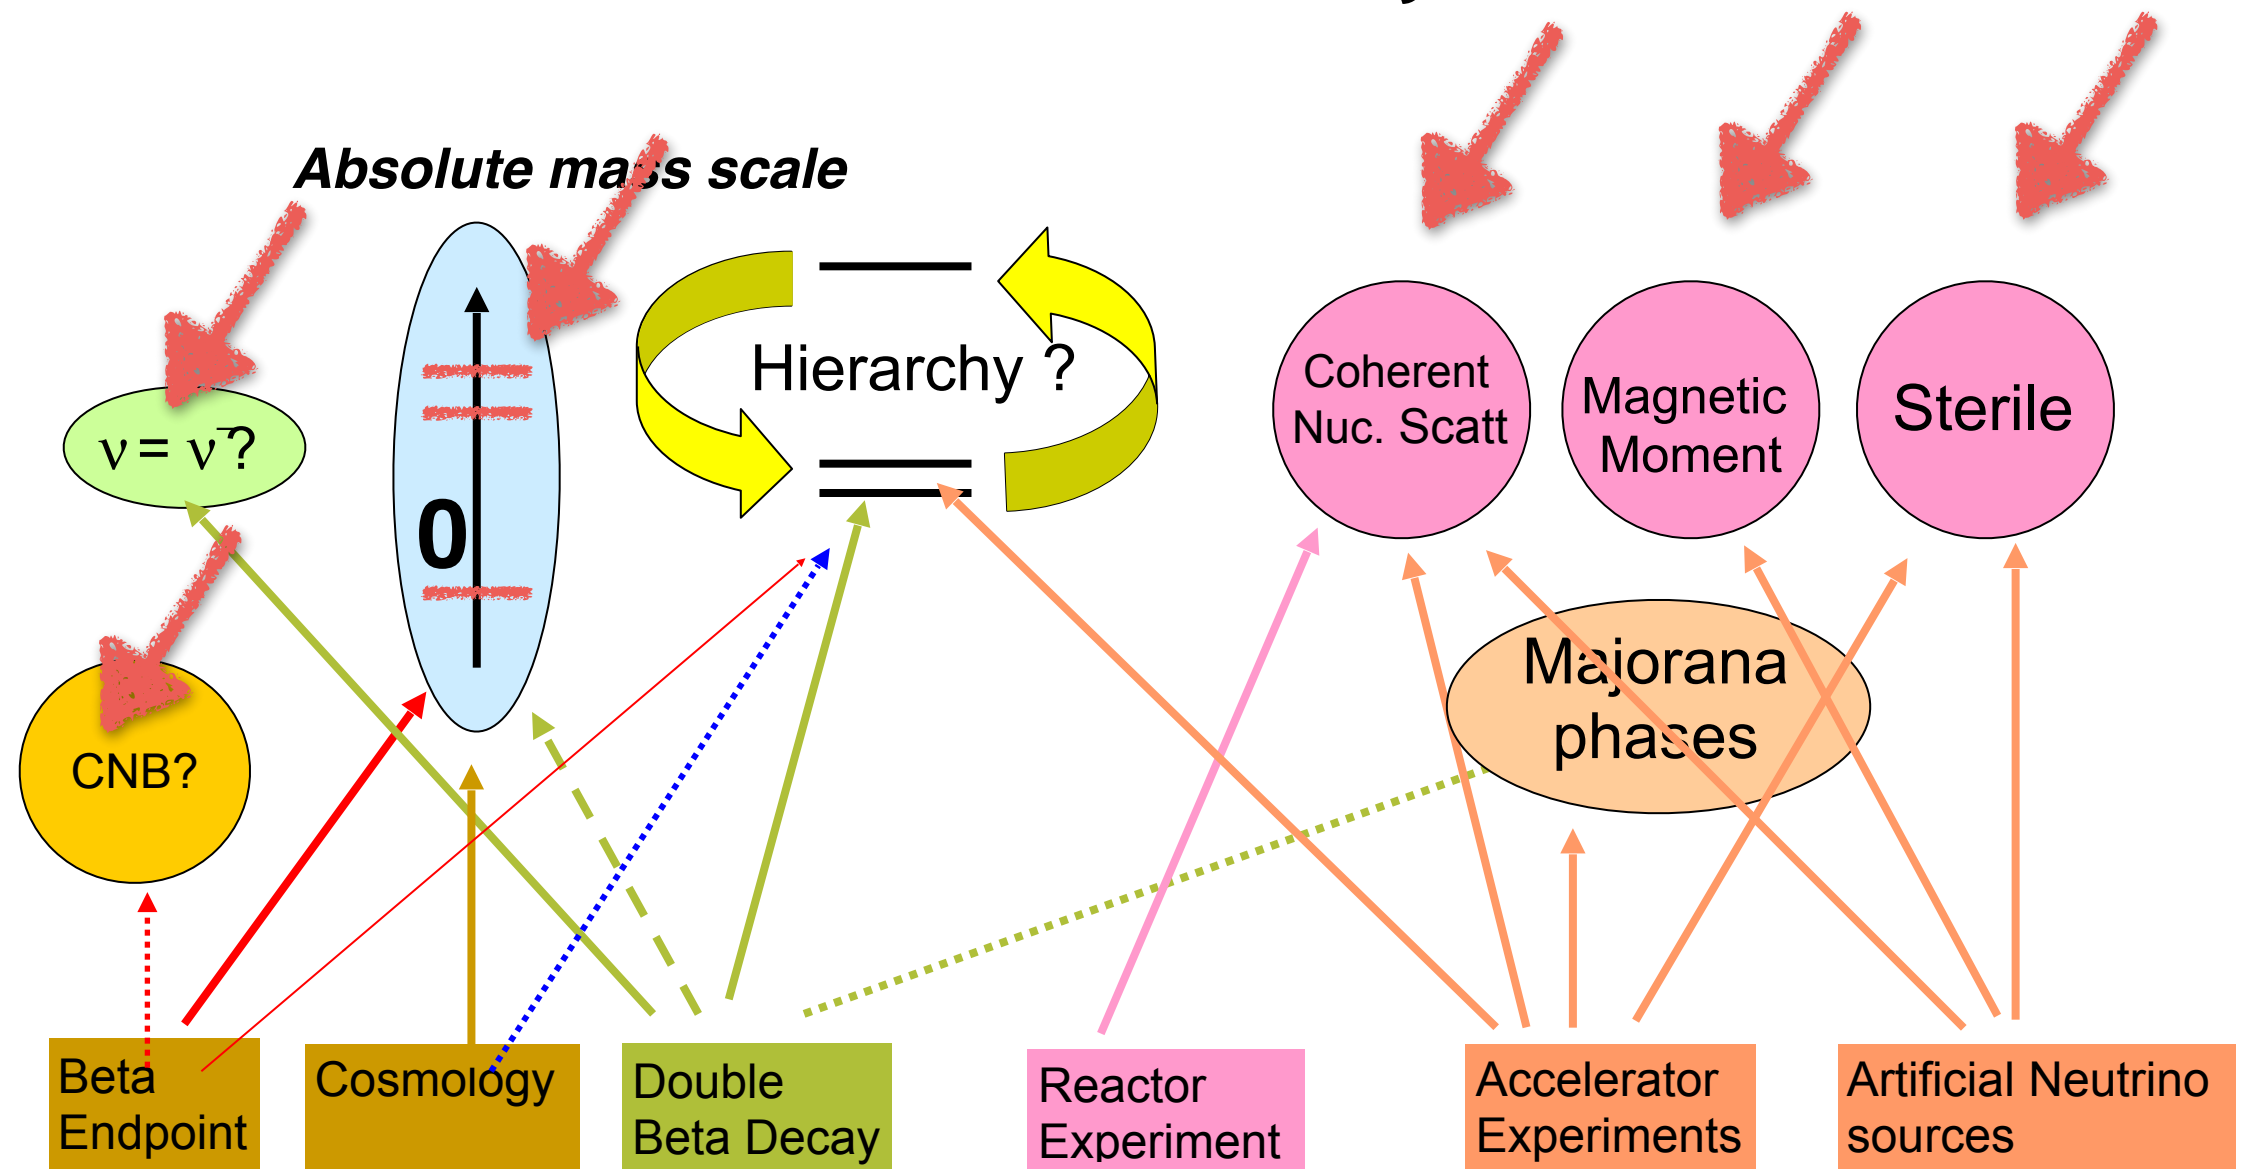 Absolute mass scale
Hierarchy ?
Coherent
Nuc. Scatt
Magnetic
Moment
Sterile
ν = ν̅?
0
Majorana
phases
CNB?
Beta
Endpoint
Cosmology
Double
Beta Decay
Reactor
Experiment
Accelerator
Experiments
Artificial Neutrino
sources